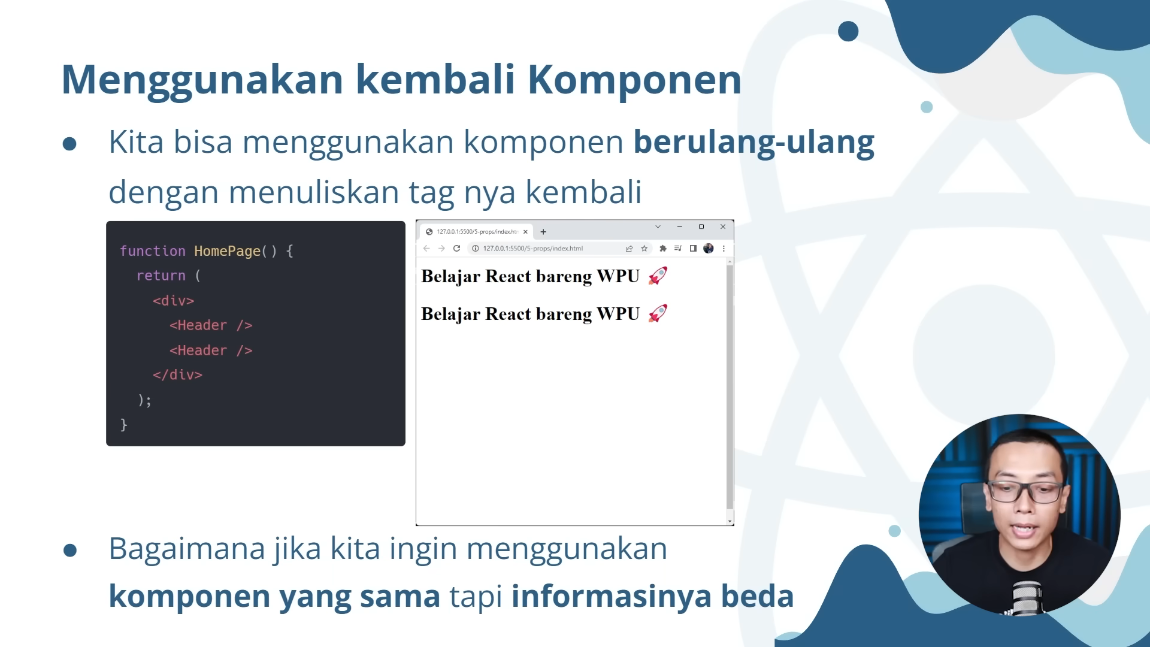 Menggunakan kembali Komponen
● Kita bisa menggunakan komponen berulang-ulang
dengan menuliskan tag nya kembali
function HomePage() {
return (
<div>
<Header />
<Header />
</div>
);
}
127.0.0.1:5500/5-props/index.htm
127.0.0.1:5500/5-props/index.html
Belajar React bareng WPU 🚀
Belajar React bareng WPU 🚀
● Bagaimana jika kita ingin menggunakan
komponen yang sama tapi informasinya beda